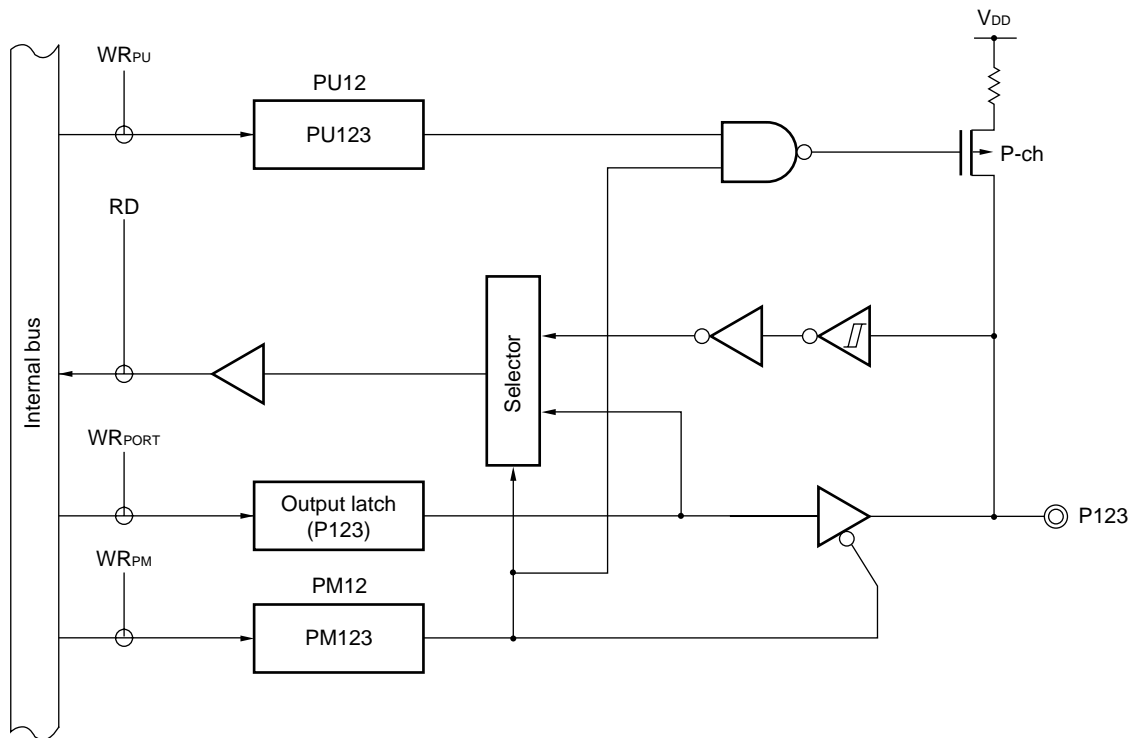 VDD
WRPU
PU12
PU123
P-ch
RD
Internal bus
Selector
WRPORT
Output latch
(P123)
P123
WRPM
PM12
PM123